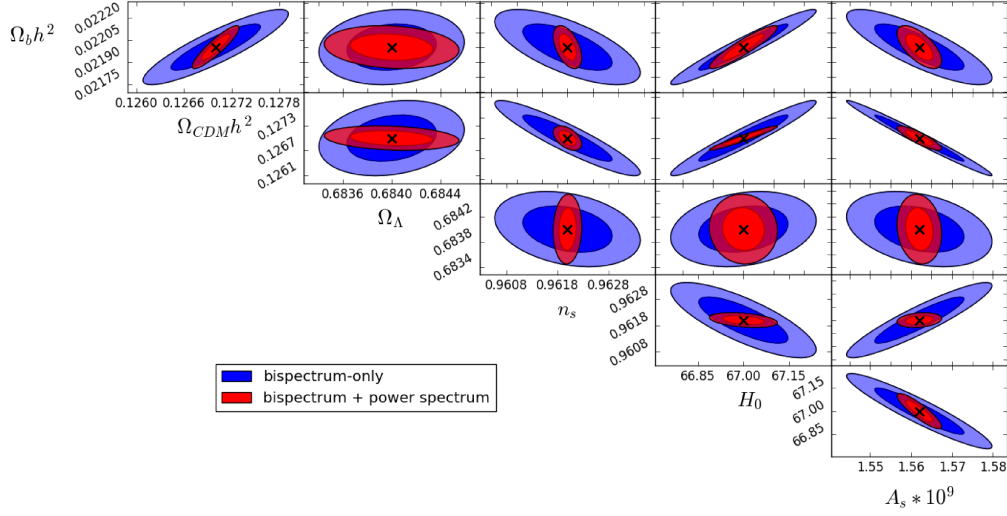 Ω_b h^2
0.02220
0.02205
0.02190
0.02175
0.1260 0.1266 0.1272 0.1278
Ω_{CDM} h^2
0.1273
0.1267
0.1261
0.6836 0.6840 0.6844
Ω_Λ
0.6842
0.6838
0.6834
0.9608 0.9618 0.9628
n_s
0.9628
0.9618
0.9608
66.85 67.00 67.15
H_0
bispectrum-only
bispectrum + power spectrum
67.15
67.00
66.85
1.55 1.56 1.57 1.58
A_s * 10^9